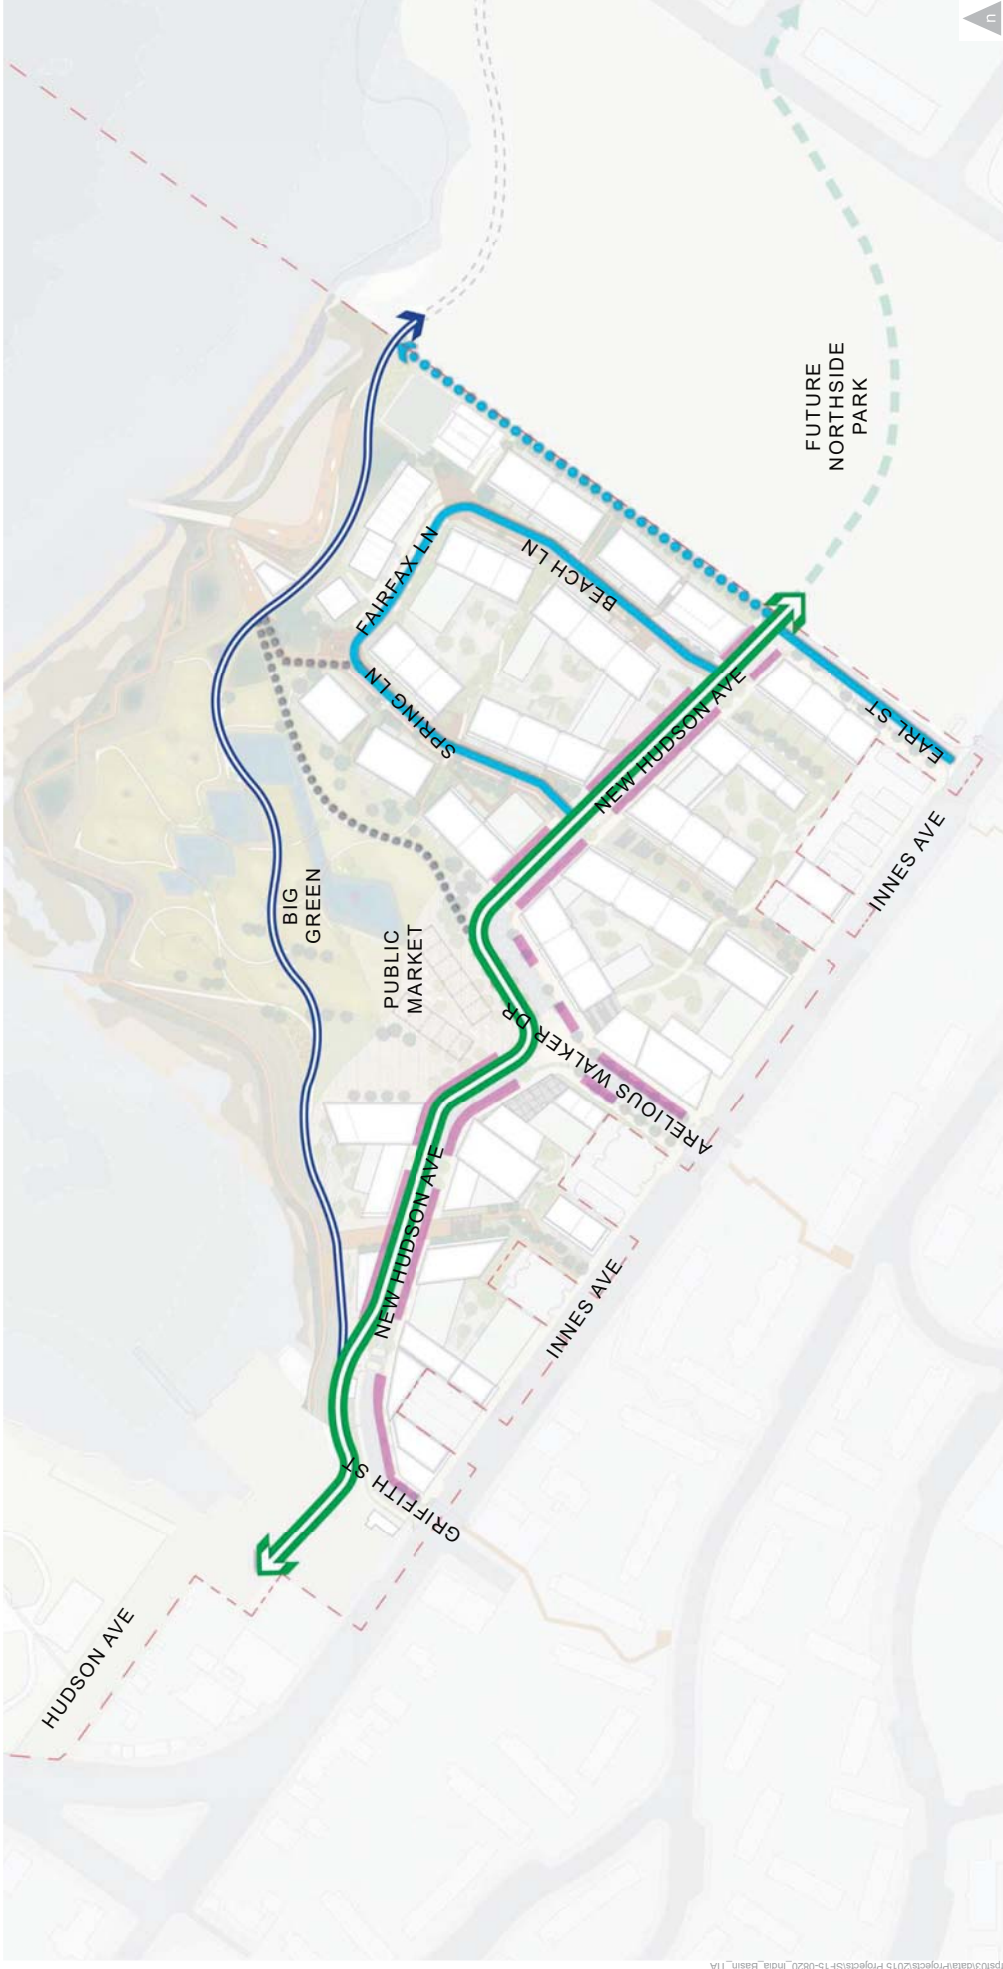 n
FUTURE
NORTHSIDE
PARK
FAIRFAX LN
BEACH LN
SPRING LN
NEW HUDSON AVE
EARL ST
INNES AVE
BIG
GREEN
PUBLIC
MARKET
ARELIOUS WALKER DR
NEW HUDSON AVE
INNES AVE
GRIFFEITH ST
HUDSON AVE